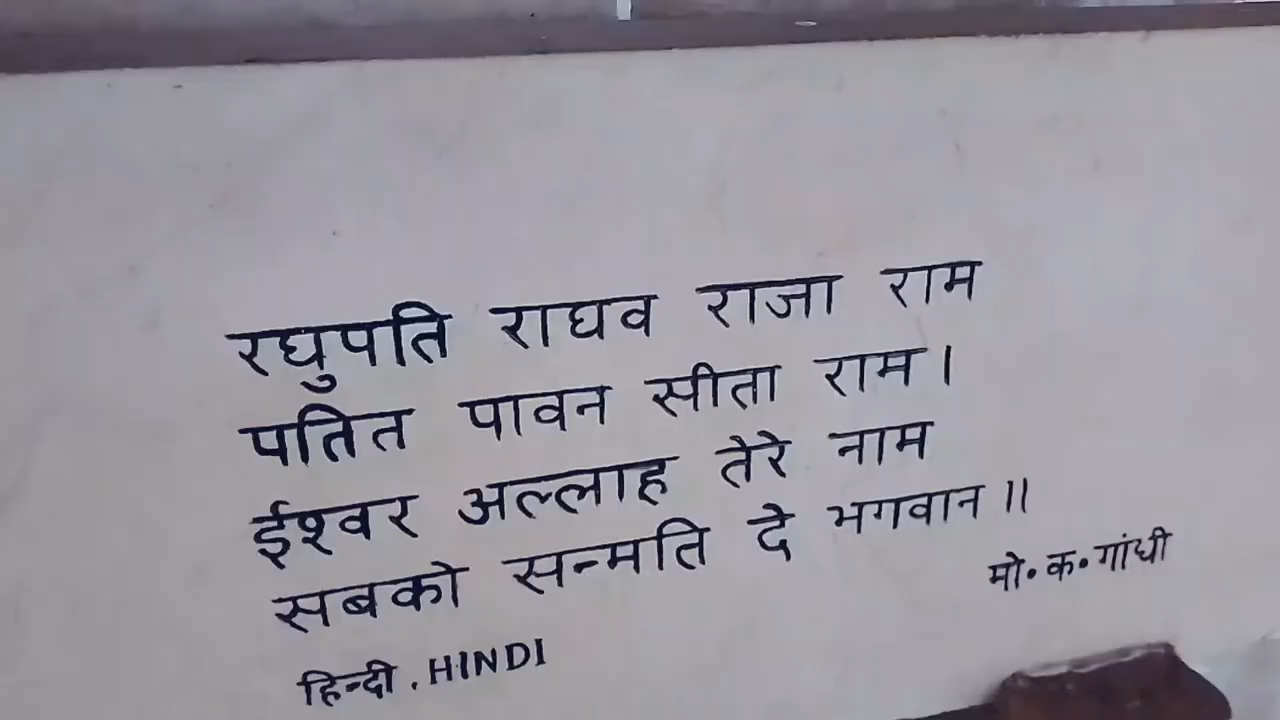 रघुपति राघव राजा राम
पतित पावन सीता राम।
ईश्वर अल्लाह तेरे नाम
सबको सन्मति दे भगवान॥
मो॰क॰गांधी
हिन्दी. HINDI